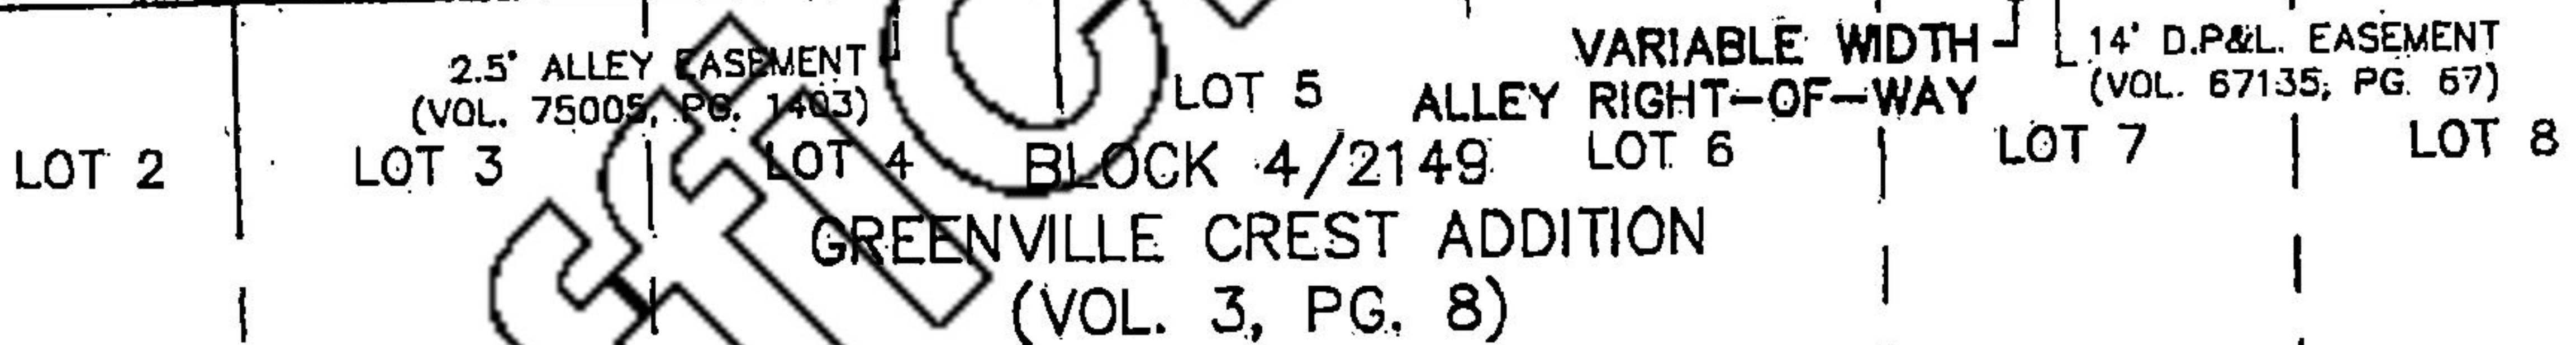 2.5' ALLEY EASEMENT
(VOL. 75005, PG. 1403)
VARIABLE WIDTH
ALLEY RIGHT-OF-WAY
14' D.P&L. EASEMENT
(VOL. 67135, PG. 67)
LOT 2
LOT 3
LOT 4
LOT 5
LOT 6
LOT 7
LOT 8
BLOCK 4/2149
GREENVILLE CREST ADDITION
(VOL. 3, PG. 8)